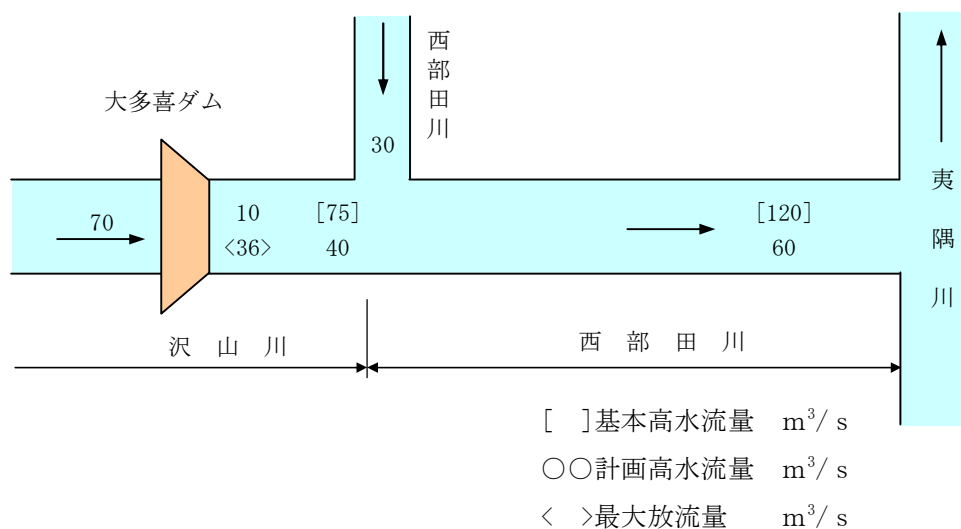 西部田川
大多喜ダム
30
夷隅川
70
10
[75]
[120]
<36>
40
60
沢山川
西部田川
[ ]基本高水流量 m³/s
○○計画高水流量 m³/s
< >最大放流量 m³/s